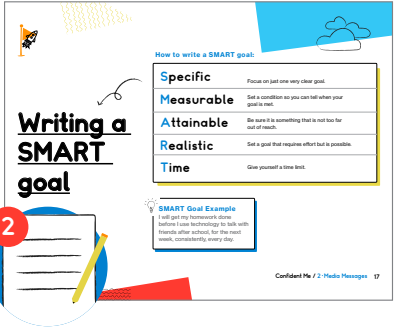 How to write a SMART goal:
Writing a
SMART
goal
Specific
Focus on just one very clear goal.
Measurable
Set a condition so you can tell when your
goal is met.
Attainable
Be sure it is something that is not too far
out of reach.
Realistic
Set a goal that requires effort but is possible.
Time
Give yourself a time limit.
2
SMART Goal Example
I will get my homework done
before I use technology to talk with
friends after school, for the next
week, consistently, every day.
Confident Me / 2 · Media Messages 17